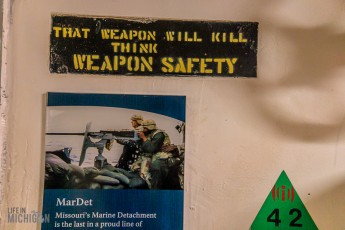 THAT WEAPON WILL KILL
THINK
WEAPON SAFETY
MarDet
Missouri's Marine Detachment
is the last in a proud line of
42
LIFE IN
MICHIGAN